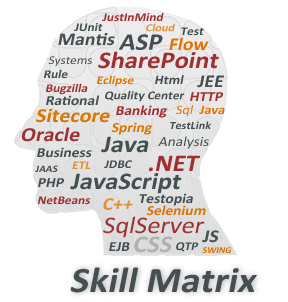 JustInMind
JUnit Cloud Test
Mantis ASP Flow
Systems SharePoint
Rule Eclipse Html JEE
Bugzilla Quality Center HTTP
Rational Banking Sql Java
Sitecore Spring TestLink
Oracle Java Analysis
Business ETL JDBC .NET
JAAS
PHP JavaScript
NetBeans C++ Testopia
Selenium
SqlServer
EJB CSS QTP JS
SWING
Skill Matrix